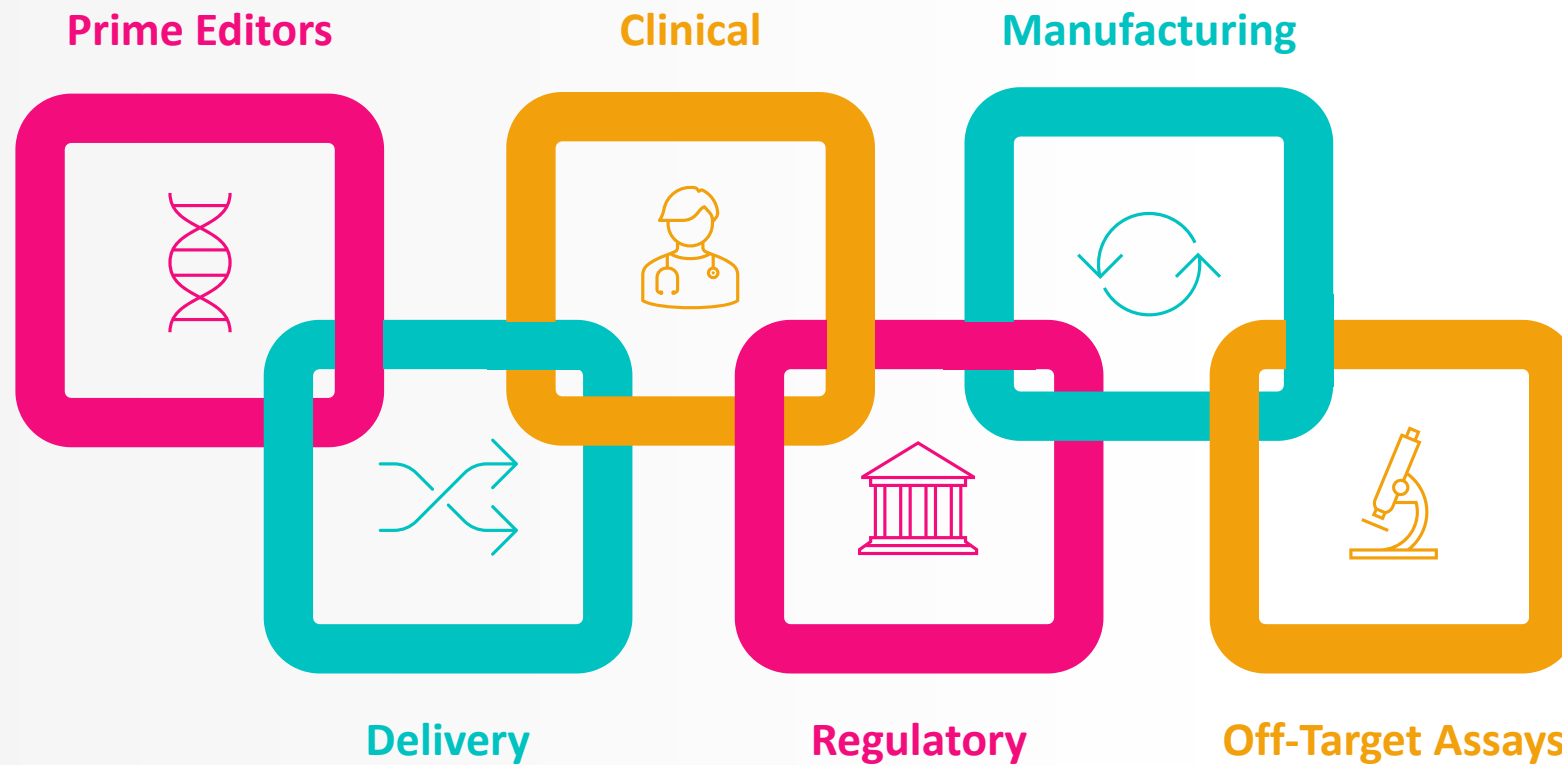 Prime Editors
Clinical
Manufacturing
Delivery
Regulatory
Off-Target Assays